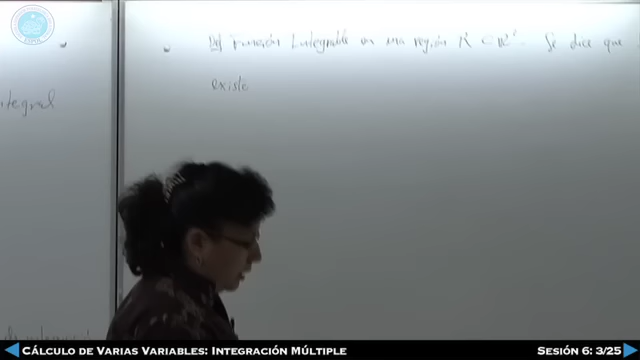 Def Función Integrable en una región R ⊂ R². Se dice que
existe
integral
CÁLCULO DE VARIAS VARIABLES: INTEGRACIÓN MÚLTIPLE
SESIÓN 6: 3/25